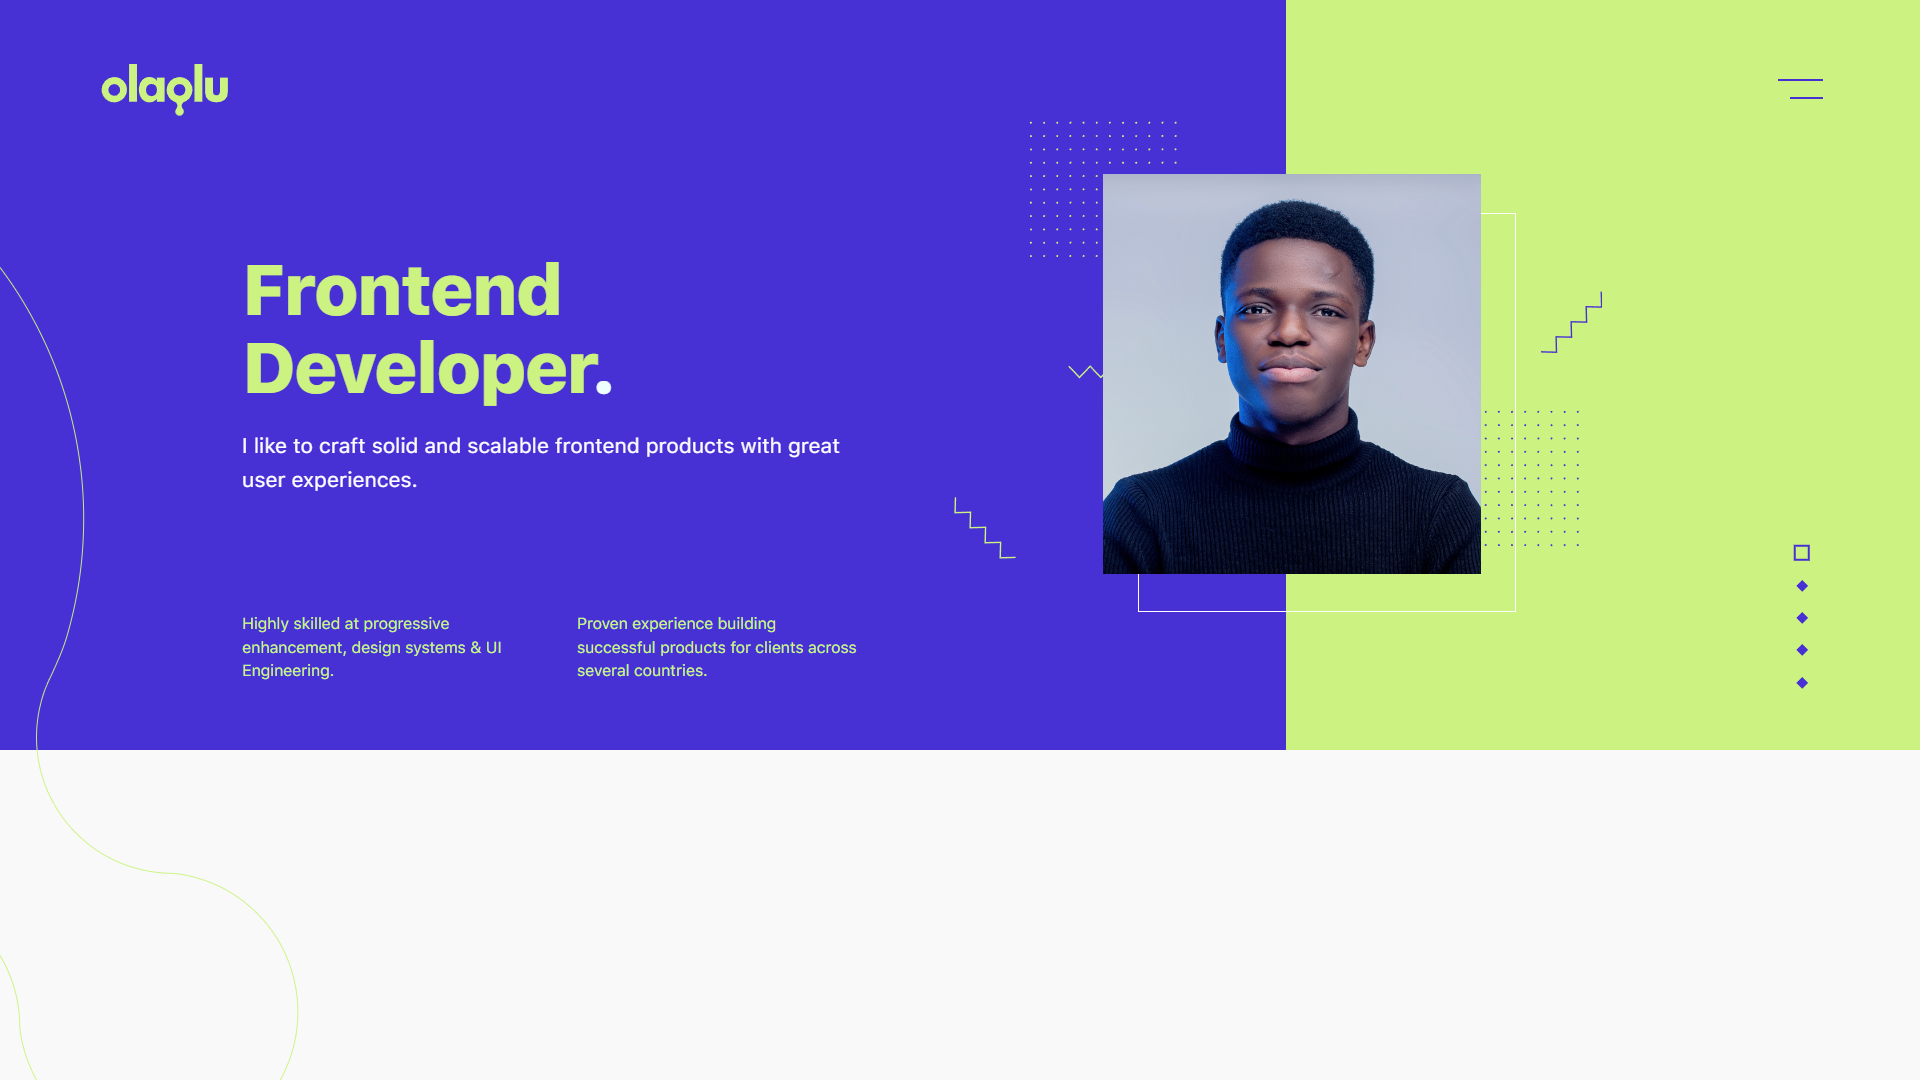 olaolu
Frontend
Developer.
I like to craft solid and scalable frontend products with great
user experiences.
Highly skilled at progressive
enhancement, design systems & UI
Engineering.
Proven experience building
successful products for clients across
several countries.